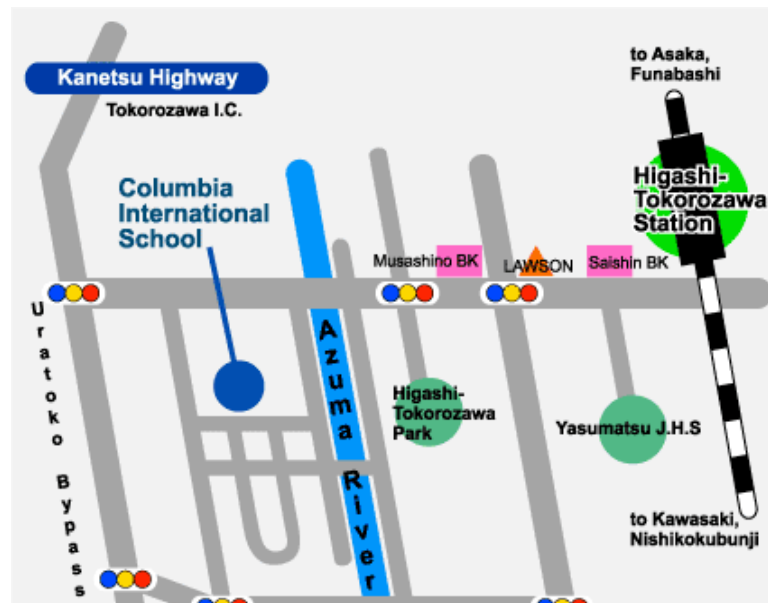 Kanetsu Highway
Tokorozawa I.C.
to Asaka,
Funabashi
Columbia
International
School
Higashi-
Tokorozawa
Station
Musashino BK
LAWSON
Saishin BK
Uratoko Bypass
Azuma River
Higashi-
Tokorozawa
Park
Yasumatsu J.H.S
to Kawasaki,
Nishikokubunji